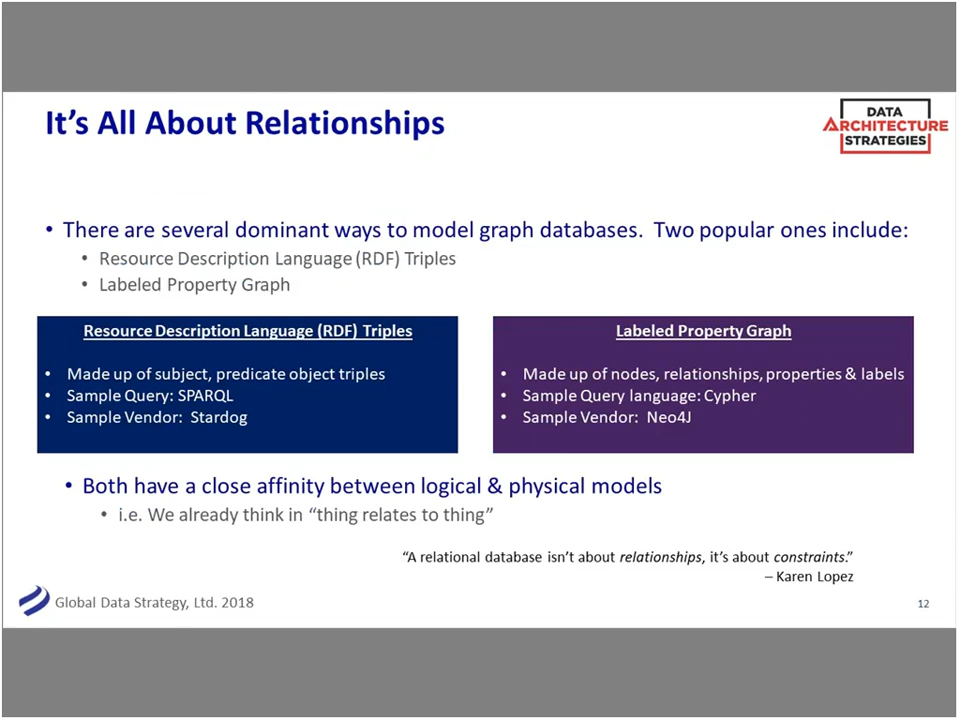 It's All About Relationships
DATA
ARCHITECTURE
STRATEGIES
• There are several dominant ways to model graph databases. Two popular ones include:
• Resource Description Language (RDF) Triples
• Labeled Property Graph
Resource Description Language (RDF) Triples
• Made up of subject, predicate object triples
• Sample Query: SPARQL
• Sample Vendor: Stardog
Labeled Property Graph
• Made up of nodes, relationships, properties & labels
• Sample Query language: Cypher
• Sample Vendor: Neo4J
• Both have a close affinity between logical & physical models
• i.e. We already think in “thing relates to thing”
“A relational database isn’t about relationships, it’s about constraints.”
– Karen Lopez
Global Data Strategy, Ltd. 2018
12